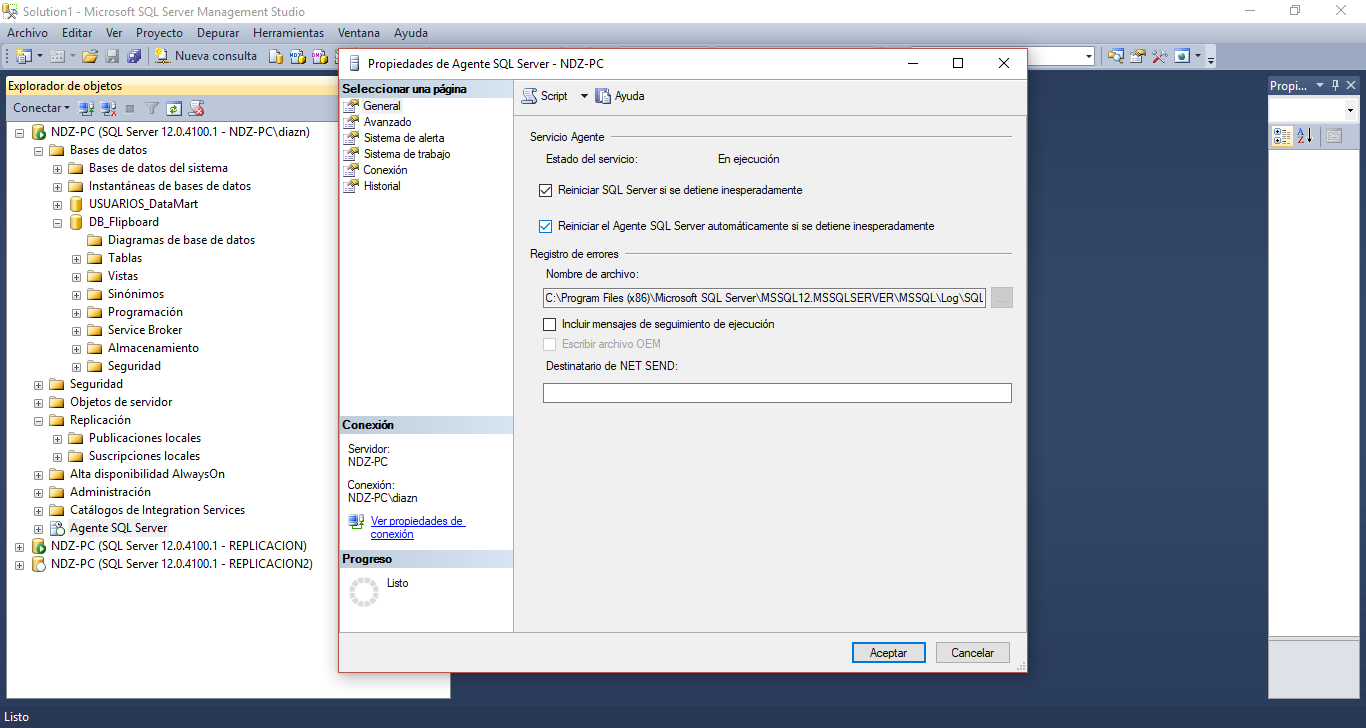 Solution1 - Microsoft SQL Server Management Studio
Archivo Editar Ver Proyecto Depurar Herramientas Ventana Ayuda
Nueva consulta
Explorador de objetos
Conectar
NDZ-PC (SQL Server 12.0.4100.1 - NDZ-PC\diazn)
Bases de datos
Bases de datos del sistema
Instantáneas de bases de datos
USUARIOS_DataMart
DB_Flipboard
Diagramas de base de datos
Tablas
Vistas
Sinónimos
Programación
Service Broker
Almacenamiento
Seguridad
Seguridad
Objetos de servidor
Replicación
Publicaciones locales
Suscripciones locales
Alta disponibilidad AlwaysOn
Administración
Catálogos de Integration Services
Agente SQL Server
NDZ-PC (SQL Server 12.0.4100.1 - REPLICACION)
NDZ-PC (SQL Server 12.0.4100.1 - REPLICACION2)
Propiedades de Agente SQL Server - NDZ-PC
Seleccionar una página
General
Avanzado
Sistema de alerta
Sistema de trabajo
Conexión
Historial
Conexión
Servidor:
NDZ-PC
Conexión:
NDZ-PC\diazn
Ver propiedades de
conexión
Progreso
Listo
Script Ayuda
Servicio Agente
Estado del servicio: En ejecución
Reiniciar SQL Server si se detiene inesperadamente
Reiniciar el Agente SQL Server automáticamente si se detiene inesperadamente
Registro de errores
Nombre de archivo:
C:\Program Files (x86)\Microsoft SQL Server\MSSQL12.MSSQLSERVER\MSSQL\Log\SQL
...
Incluir mensajes de seguimiento de ejecución
Escribir archivo OEM
Destinatario de NET SEND:
Aceptar Cancelar
Propi...
Listo